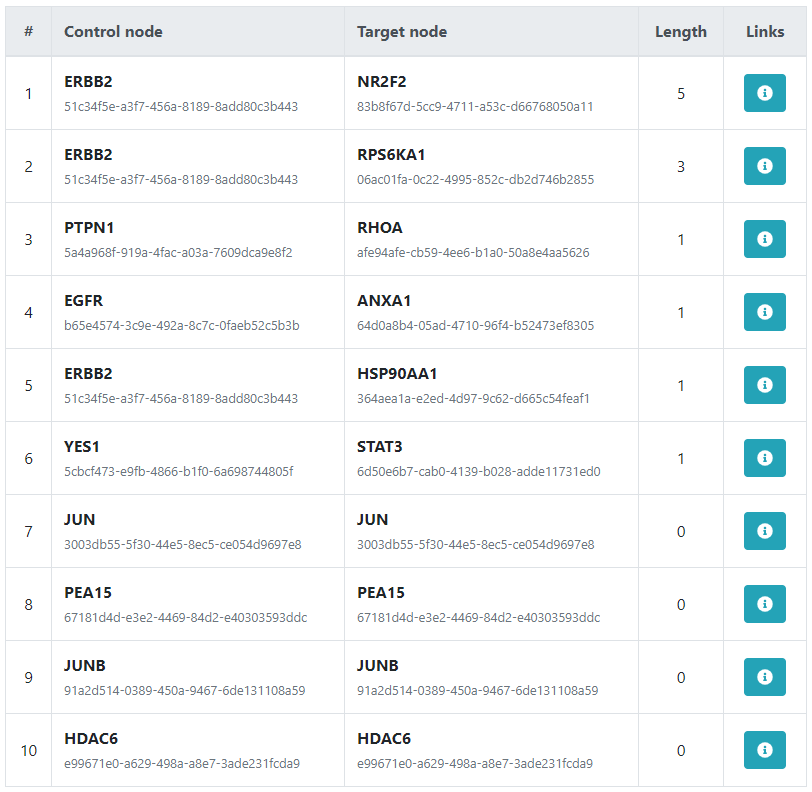 # Control node Target node Length Links
1 ERBB2 NR2F2 5
51c34f5e-a3f7-456a-8189-8add80c3b443 83b8f67d-5cc9-4711-a53c-d66768050a11
2 ERBB2 RPS6KA1 3
51c34f5e-a3f7-456a-8189-8add80c3b443 06ac01fa-0c22-4995-852c-db2d746b2855
3 PTPN1 RHOA 1
5a4a968f-919a-4fac-a03a-7609dca9e8f2 afe94afe-cb59-4ee6-b1a0-50a8e4aa5626
4 EGFR ANXA1 1
b65e4574-3c9e-492a-8c7c-0faeb52c5b3b 64d0a8b4-05ad-4710-96f4-b52473ef8305
5 ERBB2 HSP90AA1 1
51c34f5e-a3f7-456a-8189-8add80c3b443 364aea1a-e2ed-4d97-9c62-d665c54feaf1
6 YES1 STAT3 1
5cbcf473-e9fb-4866-b1f0-6a698744805f 6d50e6b7-cab0-4139-b028-adde11731ed0
7 JUN JUN 0
3003db55-5f30-44e5-8ec5-ce054d9697e8 3003db55-5f30-44e5-8ec5-ce054d9697e8
8 PEA15 PEA15 0
67181d4d-e3e2-4469-84d2-e40303593ddc 67181d4d-e3e2-4469-84d2-e40303593ddc
9 JUNB JUNB 0
91a2d514-0389-450a-9467-6de131108a59 91a2d514-0389-450a-9467-6de131108a59
10 HDAC6 HDAC6 0
e99671e0-a629-498a-a8e7-3ade231fcda9 e99671e0-a629-498a-a8e7-3ade231fcda9